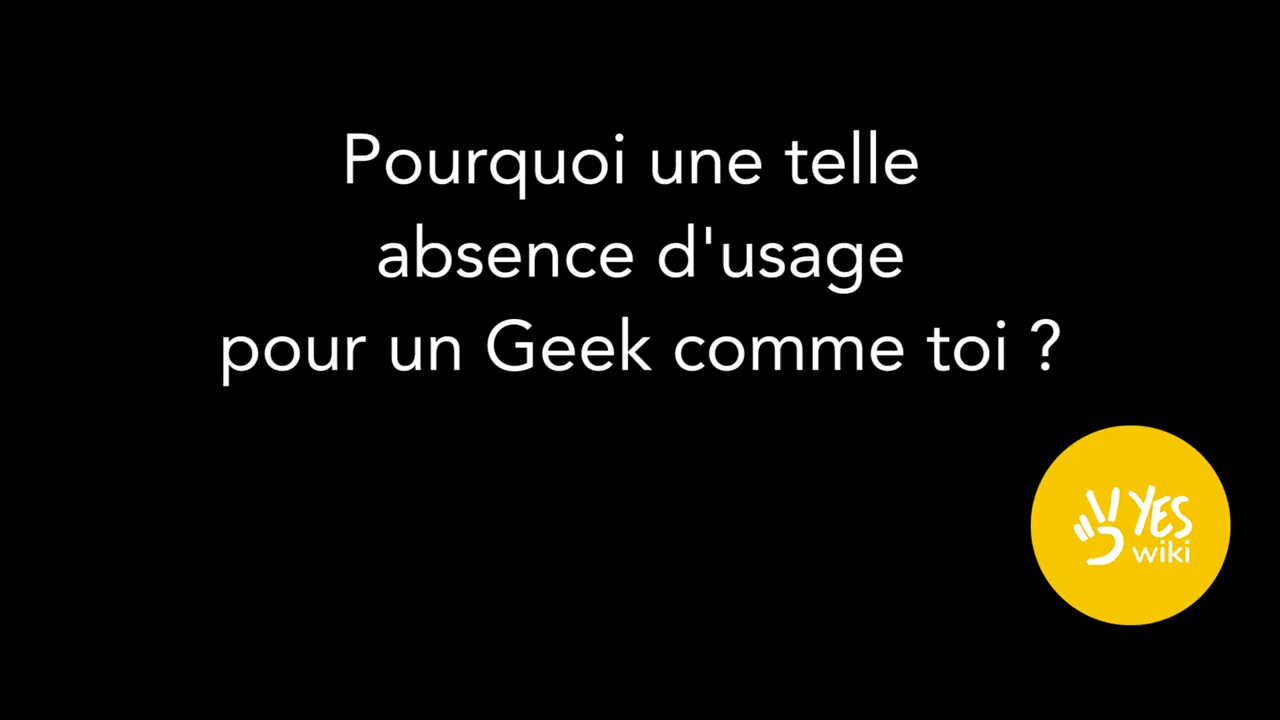 Pourquoi une telle
absence d'usage
pour un Geek comme toi ?
YES
wiki